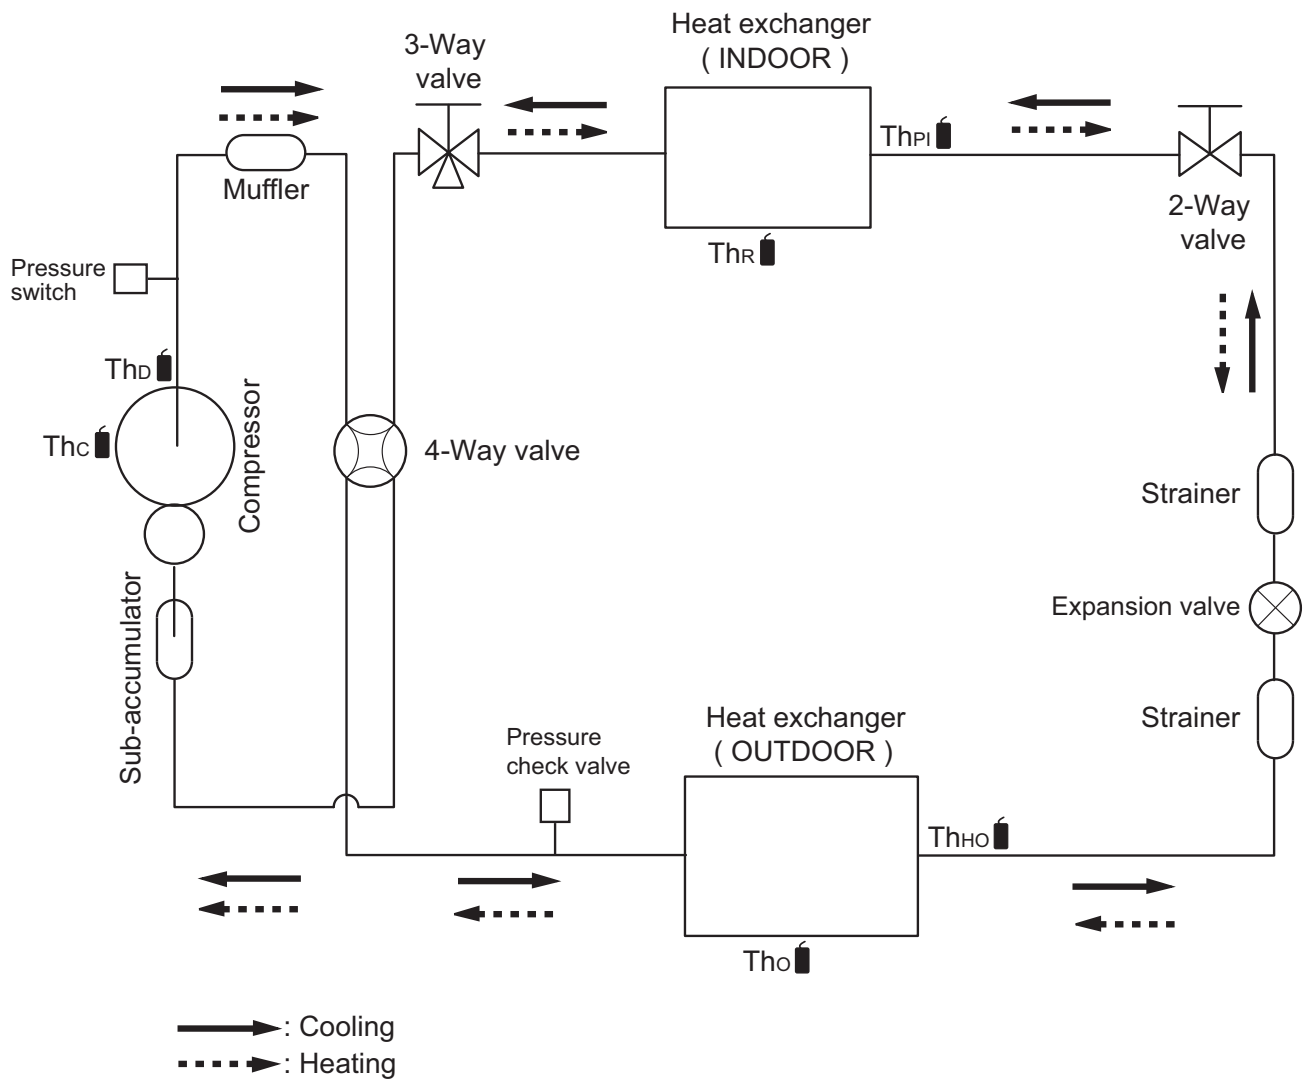 Heat exchanger
( INDOOR )
3-Way
valve
ThPI
Muffler
2-Way
valve
ThR
Pressure
switch
ThD
ThC
Compressor
4-Way valve
Strainer
Expansion valve
Sub-accumulator
Strainer
Heat exchanger
( OUTDOOR )
Pressure
check valve
ThHO
ThO
: Cooling
: Heating